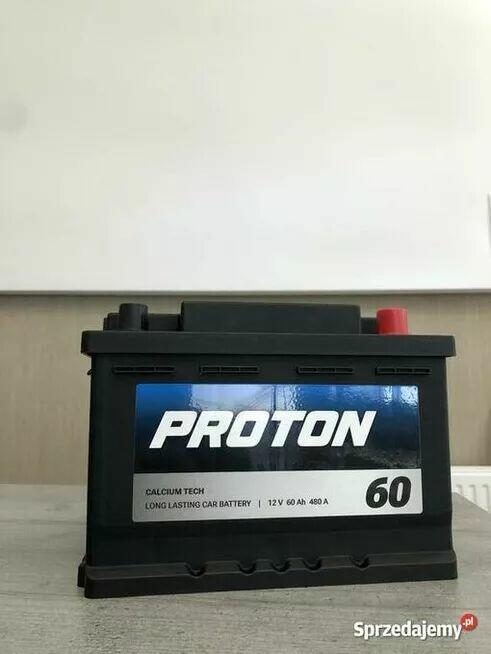 PROTON
CALCIUM TECH
LONG LASTING CAR BATTERY | 12 V 60 Ah 480 A
60
Sprzedajemy.pl